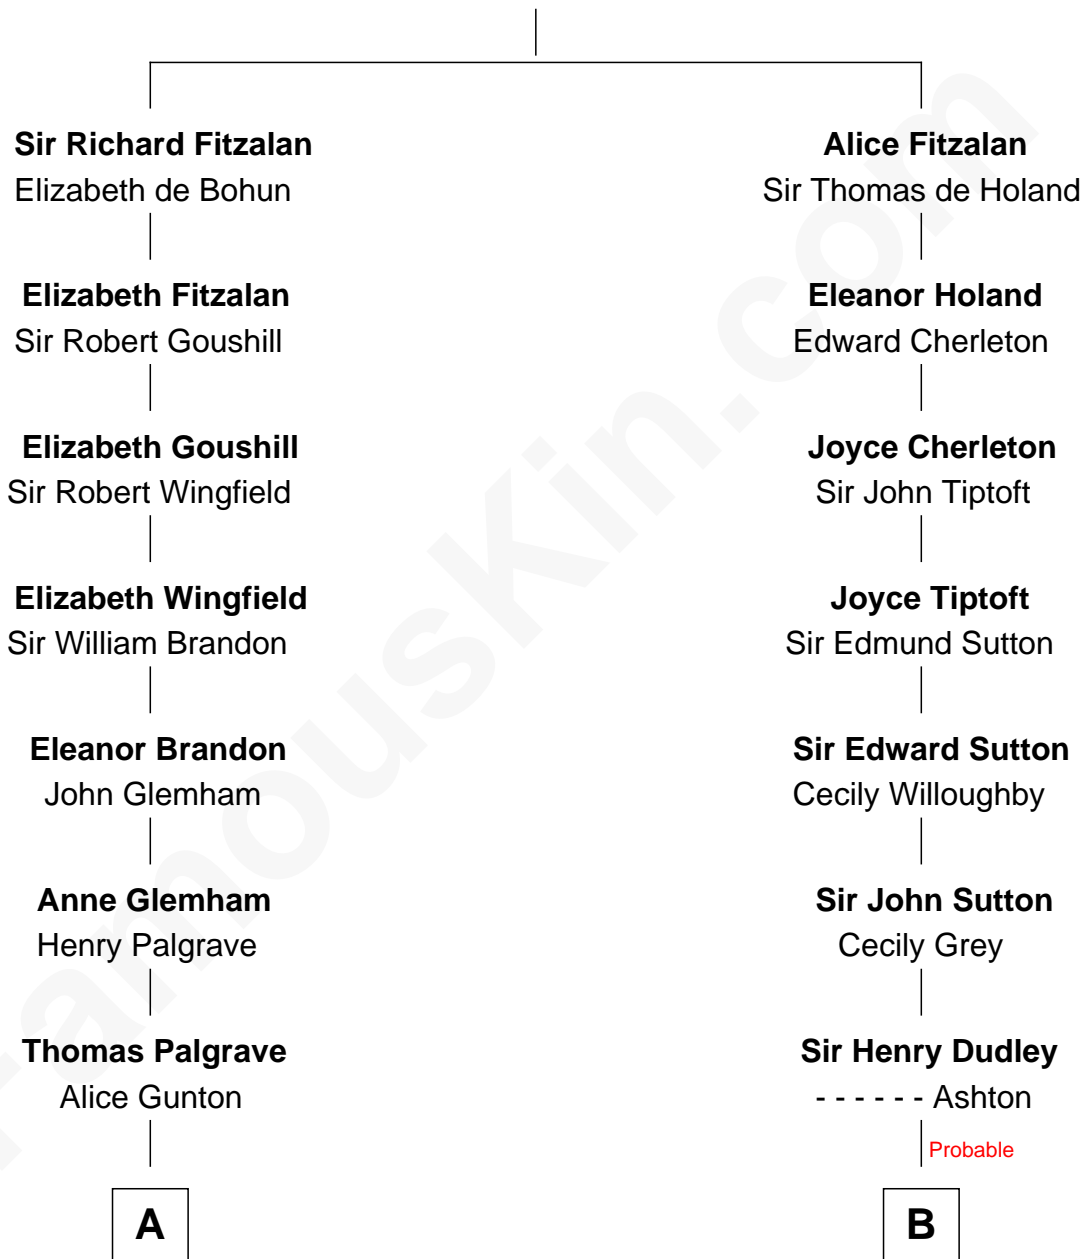 Sir Richard Fitzalan
Elizabeth de Bohun
Elizabeth Fitzalan
Sir Robert Goushill
Elizabeth Goushill
Sir Robert Wingfield
Elizabeth Wingfield
Sir William Brandon
Eleanor Brandon
John Glemham
Anne Glemham
Henry Palgrave
Thomas Palgrave
Alice Gunton
A
Alice Fitzalan
Sir Thomas de Holand
Eleanor Holand
Edward Cherleton
Joyce Cherleton
Sir John Tiptoft
Joyce Tiptoft
Sir Edmund Sutton
Sir Edward Sutton
Cecily Willoughby
Sir John Sutton
Cecily Grey
Sir Henry Dudley
- - - - - - Ashton
Probable
B
FamousKin.com